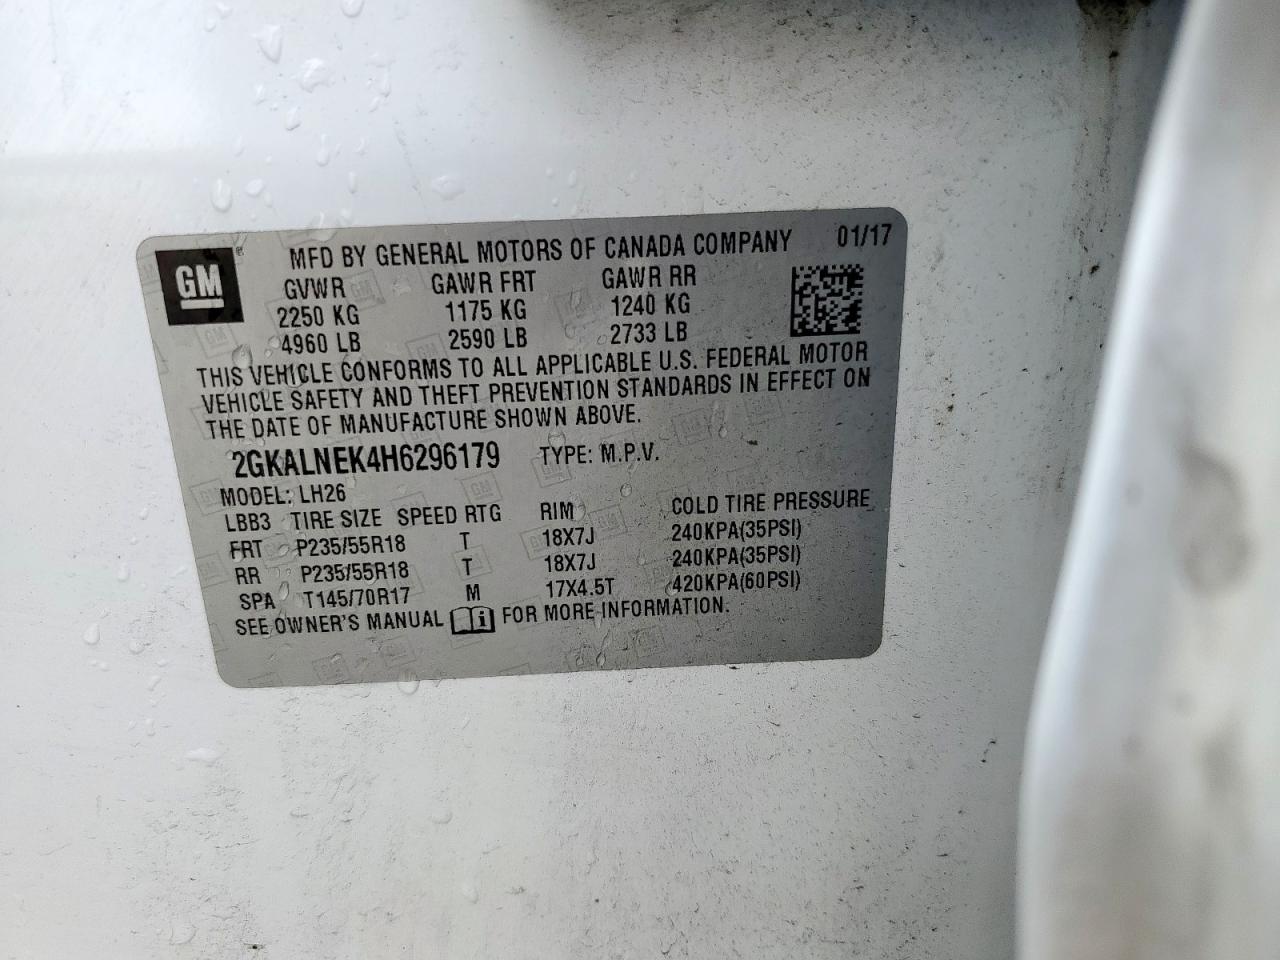 GM
MFD BY GENERAL MOTORS OF CANADA COMPANY 01/17
GVWR GAWR FRT GAWR RR
2250 KG 1175 KG 1240 KG
4960 LB 2590 LB 2733 LB
THIS VEHICLE CONFORMS TO ALL APPLICABLE U.S. FEDERAL MOTOR
VEHICLE SAFETY AND THEFT PREVENTION STANDARDS IN EFFECT ON
THE DATE OF MANUFACTURE SHOWN ABOVE.
2GKALNEK4H6296179 TYPE: M.P.V.
MODEL: LH26
LBB3 TIRE SIZE SPEED RTG RIM COLD TIRE PRESSURE
FRT P235/55R18 T 18X7J 240KPA(35PSI)
RR P235/55R18 T 18X7J 240KPA(35PSI)
SPA T145/70R17 M 17X4.5T 420KPA(60PSI)
SEE OWNER'S MANUAL i FOR MORE INFORMATION.